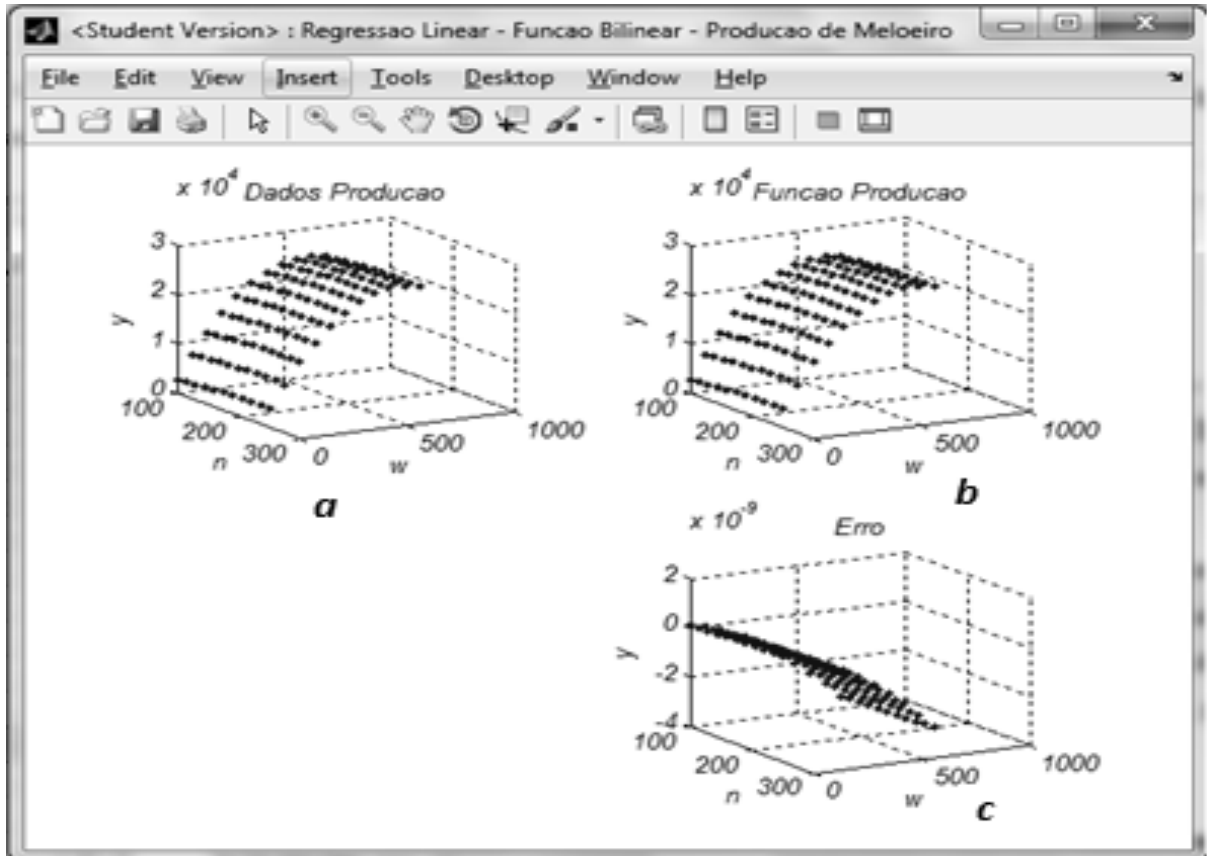 <Student Version> : Regressao Linear - Funcao Bilinear - Producao de Meloeiro
File Edit View Insert Tools Desktop Window Help
x 10^4 Dados Producao
3
2
1
0
y
100
200
300
n
0
500
1000
w
a
x 10^4 Funcao Producao
3
2
1
0
y
100
200
300
n
0
500
1000
w
b
x 10^-9 Erro
2
0
-2
-4
y
100
200
300
n
0
500
1000
w
c